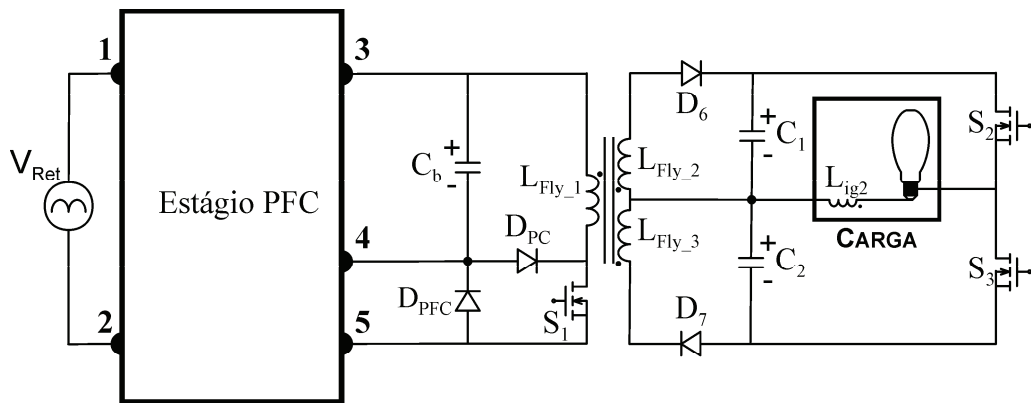 1
3
V_Ret
Estágio PFC
C_b
+
-
L_Fly_1
D_PC
4
D_PFC
S_1
2
5
L_Fly_2
L_Fly_3
D_6
+
C_1
-
L_ig2
CARGA
S_2
+
C_2
-
S_3
D_7